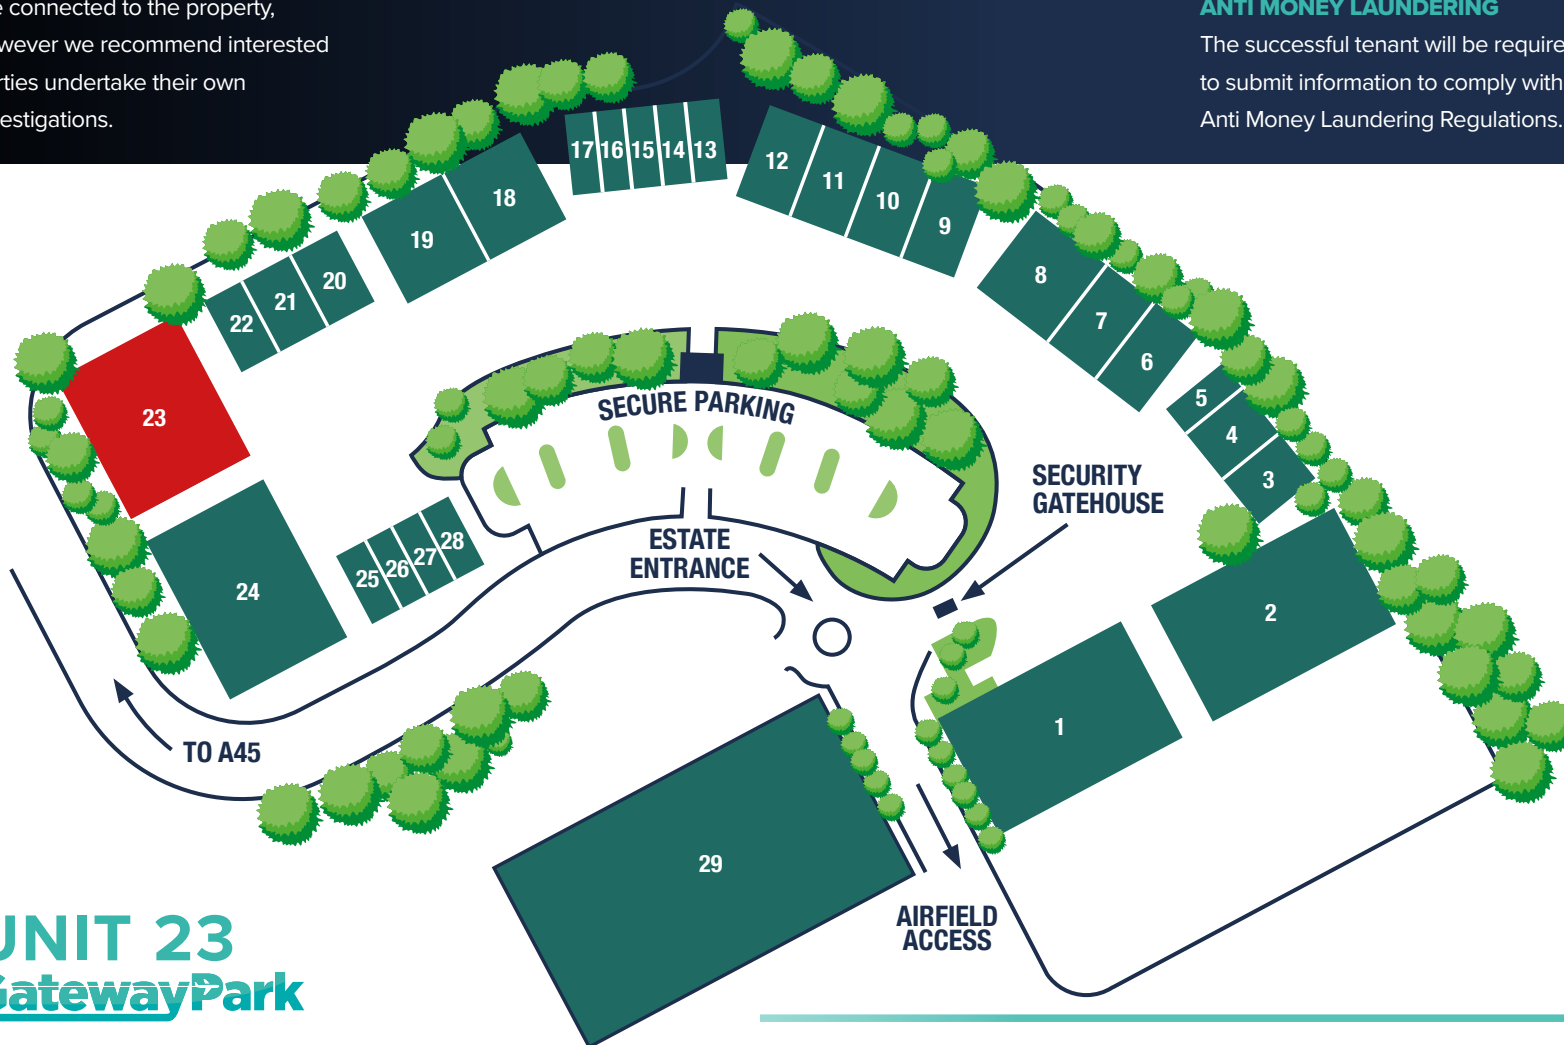 e connected to the property,
wever we recommend interested
rties undertake their own
estigations.
ANTI MONEY LAUNDERING
The successful tenant will be require
to submit information to comply with
Anti Money Laundering Regulations.
17 16 15 14 13
12
11
10
9
18
19
20
21
22
8
7
6
5
4
3
23
24
SECURE PARKING
SECURITY
GATEHOUSE
ESTATE
ENTRANCE
25 26 27 28
2
1
TO A45
29
AIRFIELD
ACCESS
UNIT 23
GatewayPark